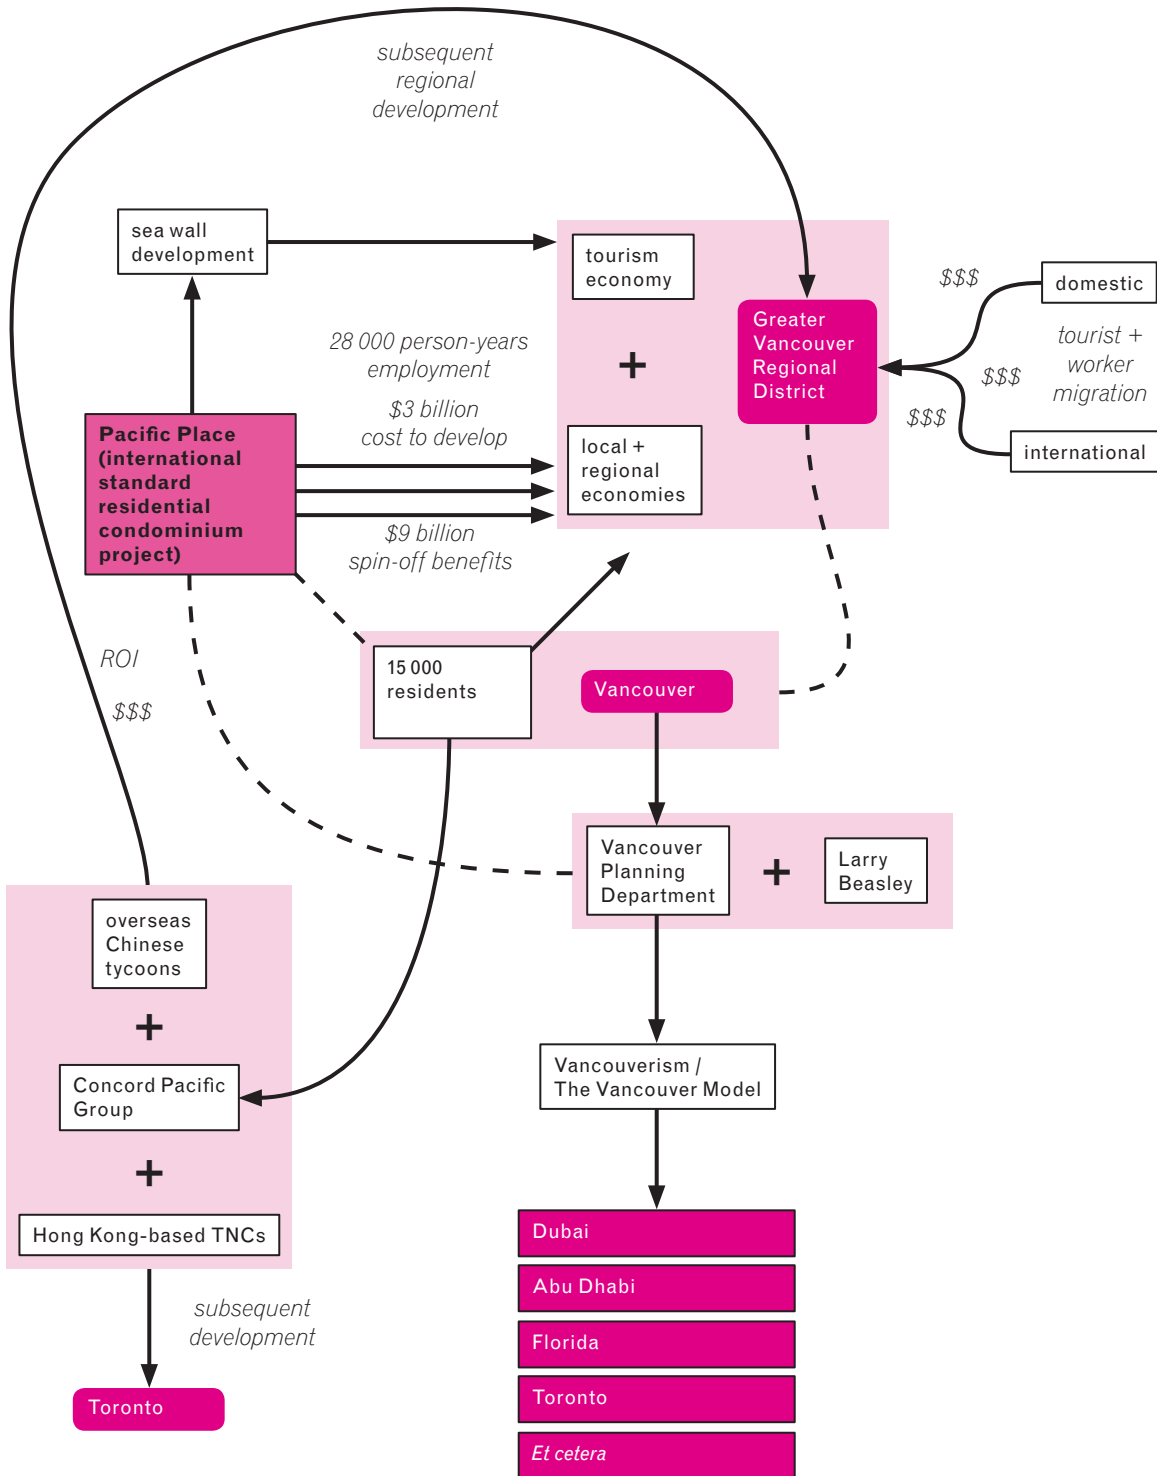 subsequent
regional
development
sea wall
development
tourism
economy
$$$
domestic
Greater
Vancouver
Regional
District
tourist +
worker
migration
$$$
$$$
international
28 000 person-years
employment
+
$3 billion
cost to develop
Pacific Place
(international
standard
residential
condominium
project)
local +
regional
economies
$9 billion
spin-off benefits
ROI
$$$
15 000
residents
Vancouver
Vancouver
Planning
Department
+
Larry
Beasley
overseas
Chinese
tycoons
+
Concord Pacific
Group
+
Hong Kong-based TNCs
Vancouverism /
The Vancouver Model
subsequent
development
Toronto
Dubai
Abu Dhabi
Florida
Toronto
Et cetera